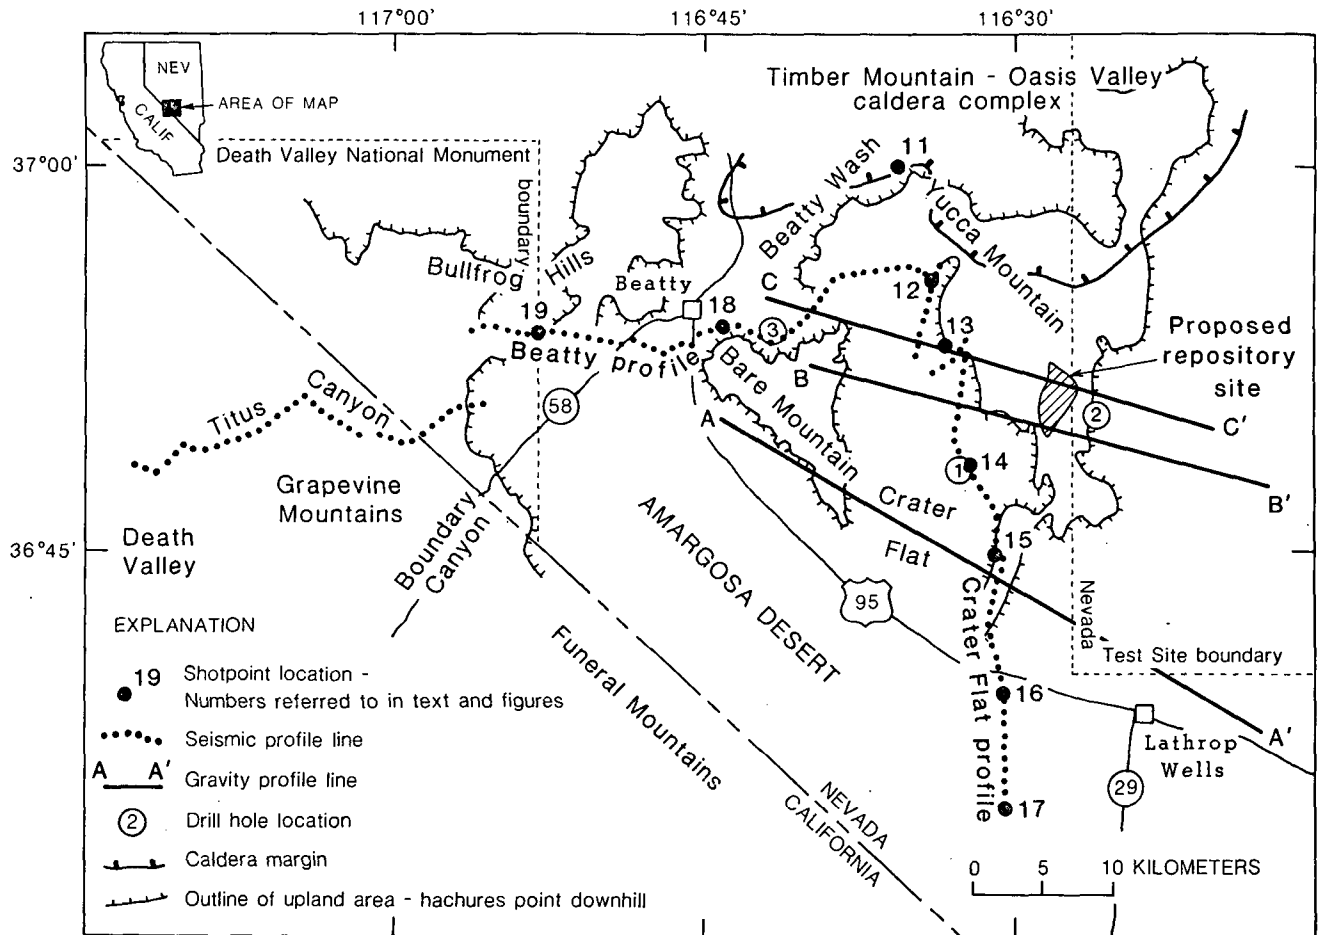 117°00'
116°45'
116°30'
NEV
CALIF
AREA OF MAP
Timber Mountain - Oasis Valley
caldera complex
37°00'
Death Valley National Monument
boundary
11
Beatty Wash
Yucca Mountain
Bullfrog Hills
Beatty
C
12
19
18
3
13
Proposed
repository
site
Beatty profile
Bare Mountain
B
Titus Canyon
58
A
2
C'
1
14
Grapevine
Mountains
Crater
Flat
B'
Boundary
Canyon
AMARGOSA DESERT
36°45'
Death
Valley
15
95
Nevada
Test Site boundary
Crater Flat profile
Funeral Mountains
16
A'
Lathrop
Wells
29
17
NEVADA
CALIFORNIA
EXPLANATION
19
Shotpoint location -
Numbers referred to in text and figures
Seismic profile line
A A'
Gravity profile line
2
Drill hole location
Caldera margin
Outline of upland area - hachures point downhill
0 5 10 KILOMETERS